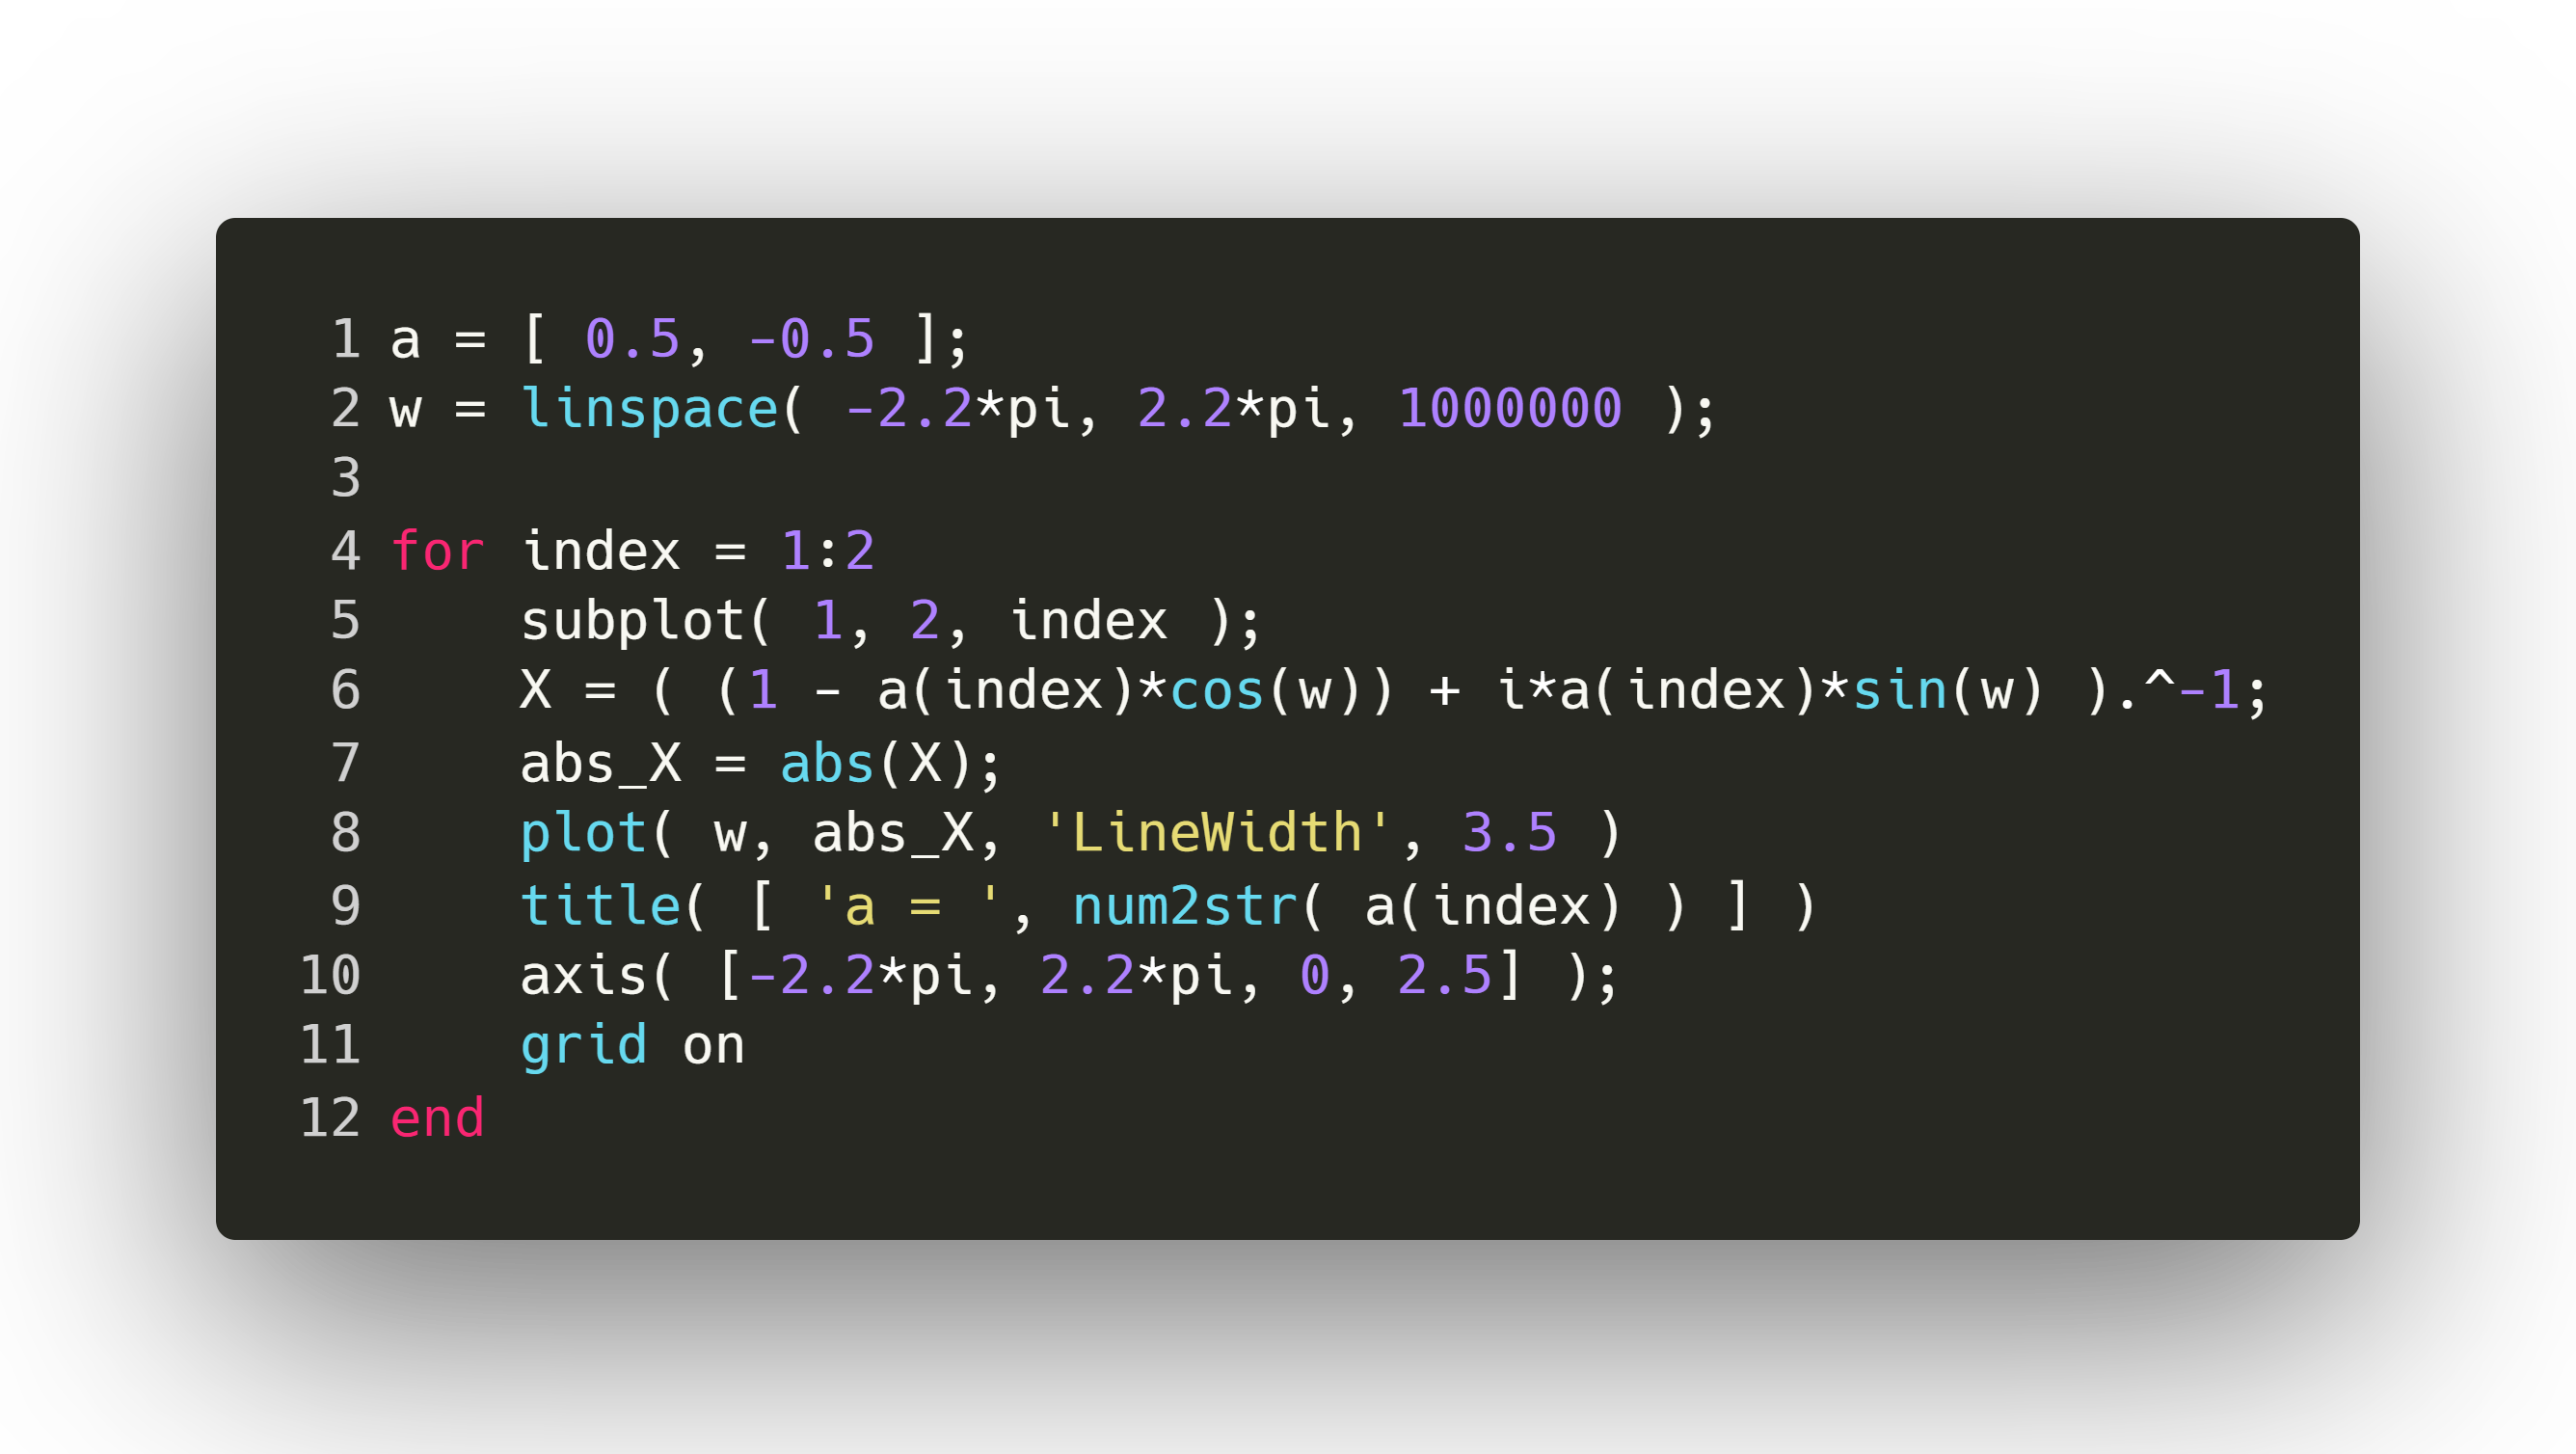 1 a = [ 0.5, -0.5 ];
2 w = linspace( -2.2*pi, 2.2*pi, 1000000 );
3
4 for index = 1:2
5     subplot( 1, 2, index );
6     X = ( (1 - a(index)*cos(w)) + i*a(index)*sin(w) ).^-1;
7     abs_X = abs(X);
8     plot( w, abs_X, 'LineWidth', 3.5 )
9     title( [ 'a = ', num2str( a(index) ) ] )
10     axis( [-2.2*pi, 2.2*pi, 0, 2.5] );
11     grid on
12 end